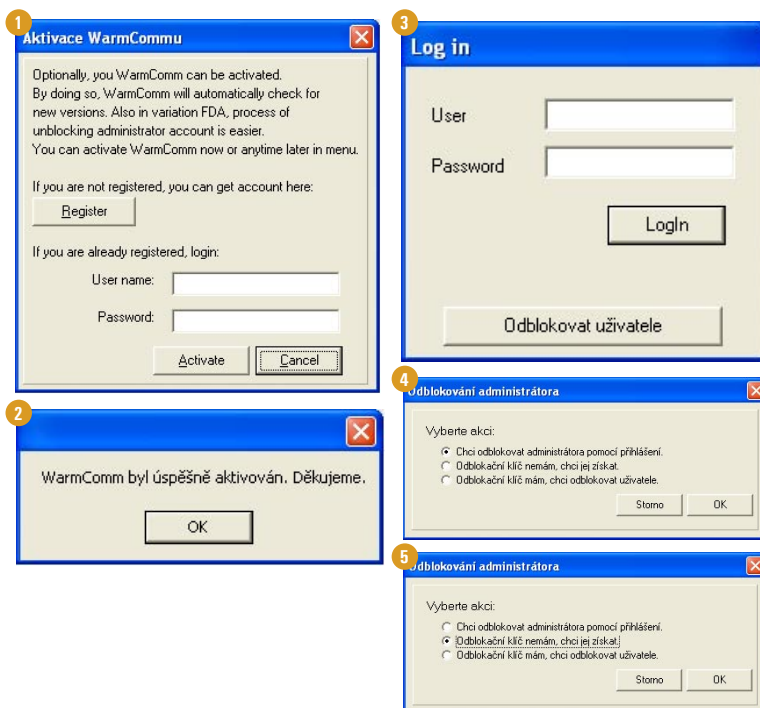 1
Aktivace WarmCommu
Optionally, you WarmComm can be activated.
By doing so, WarmComm will automatically check for
new versions. Also in variation FDA, process of
unblocking administrator account is easier.
You can activate WarmComm now or anytime later in menu.
If you are not registered, you can get account here:
Register
If you are already registered, login:
User name:
Password:
Activate Cancel
2
WarmComm byl úspěšně aktivován. Děkujeme.
OK
3
Log in
User
Password
LogIn
Odblokovat uživatele
4
Odblokování administrátora
Vyberte akci:
Chci odblokovat administrátora pomocí přihlášení.
Odblokační klíč nemám, chci jej získat.
Odblokační klíč mám, chci odblokovat uživatele.
Storno OK
5
Odblokování administrátora
Vyberte akci:
Chci odblokovat administrátora pomocí přihlášení.
Odblokační klíč nemám, chci jej získat.
Odblokační klíč mám, chci odblokovat uživatele.
Storno OK